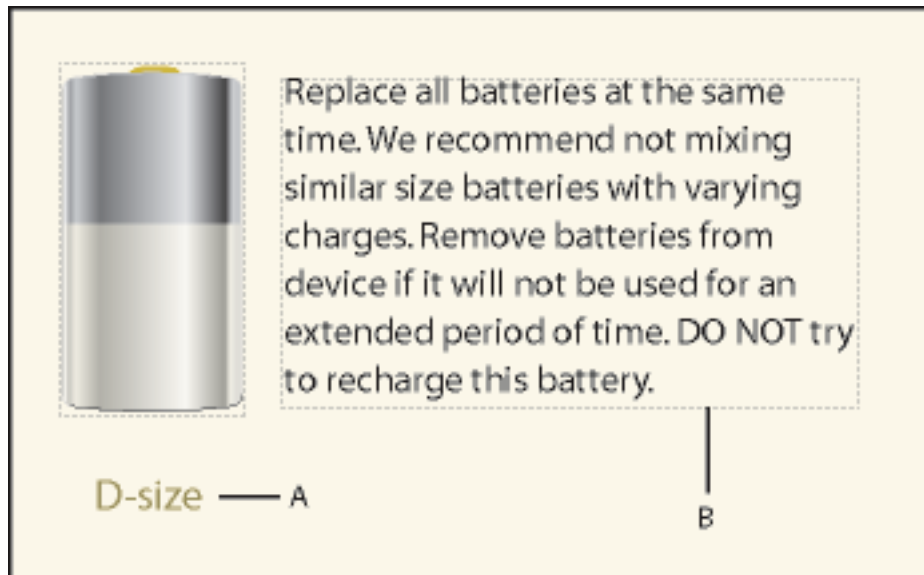 Replace all batteries at the same
time. We recommend not mixing
similar size batteries with varying
charges. Remove batteries from
device if it will not be used for an
extended period of time. DO NOT try
to recharge this battery.
D-size
A
B